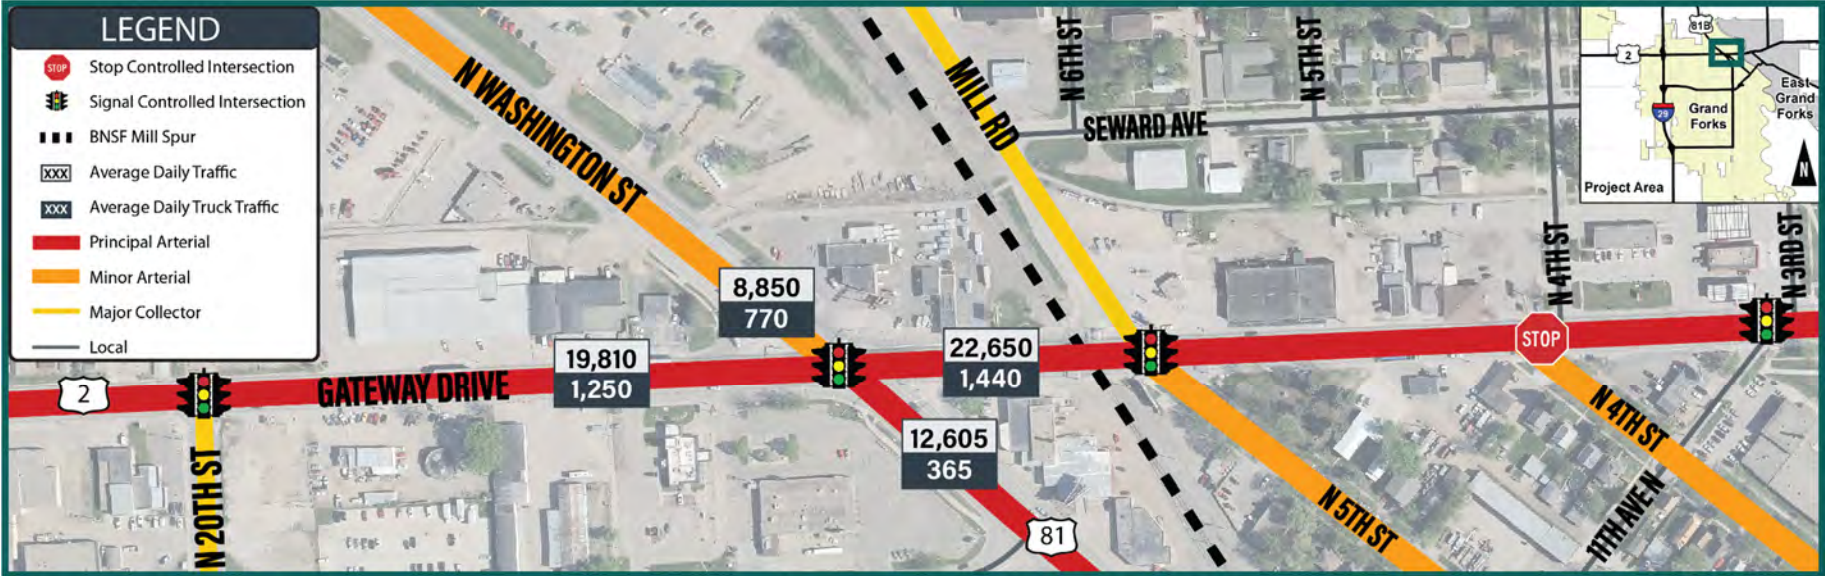 LEGEND
STOP Stop Controlled Intersection
Signal Controlled Intersection
BNSF Mill Spur
XXX Average Daily Traffic
XXX Average Daily Truck Traffic
Principal Arterial
Minor Arterial
Major Collector
Local
N WASHINGTON ST
MILL RD
N 6TH ST
N 5TH ST
SEWARD AVE
N 4TH ST
N 3RD ST
81B
2
29
Grand
Forks
East
Grand
Forks
N
Project Area
8,850
770
19,810
1,250
22,650
1,440
12,605
365
2
GATEWAY DRIVE
STOP
N 20TH ST
81
N 5TH ST
N 4TH ST
11TH AVE N